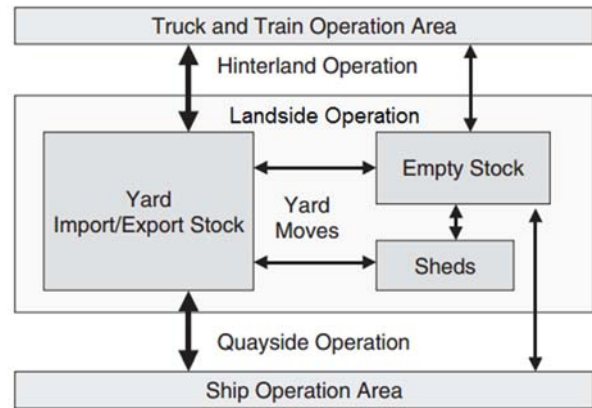 Truck and Train Operation Area
Hinterland Operation
Landside Operation
Yard
Import/Export Stock
Yard
Moves
Empty Stock
Sheds
Quayside Operation
Ship Operation Area